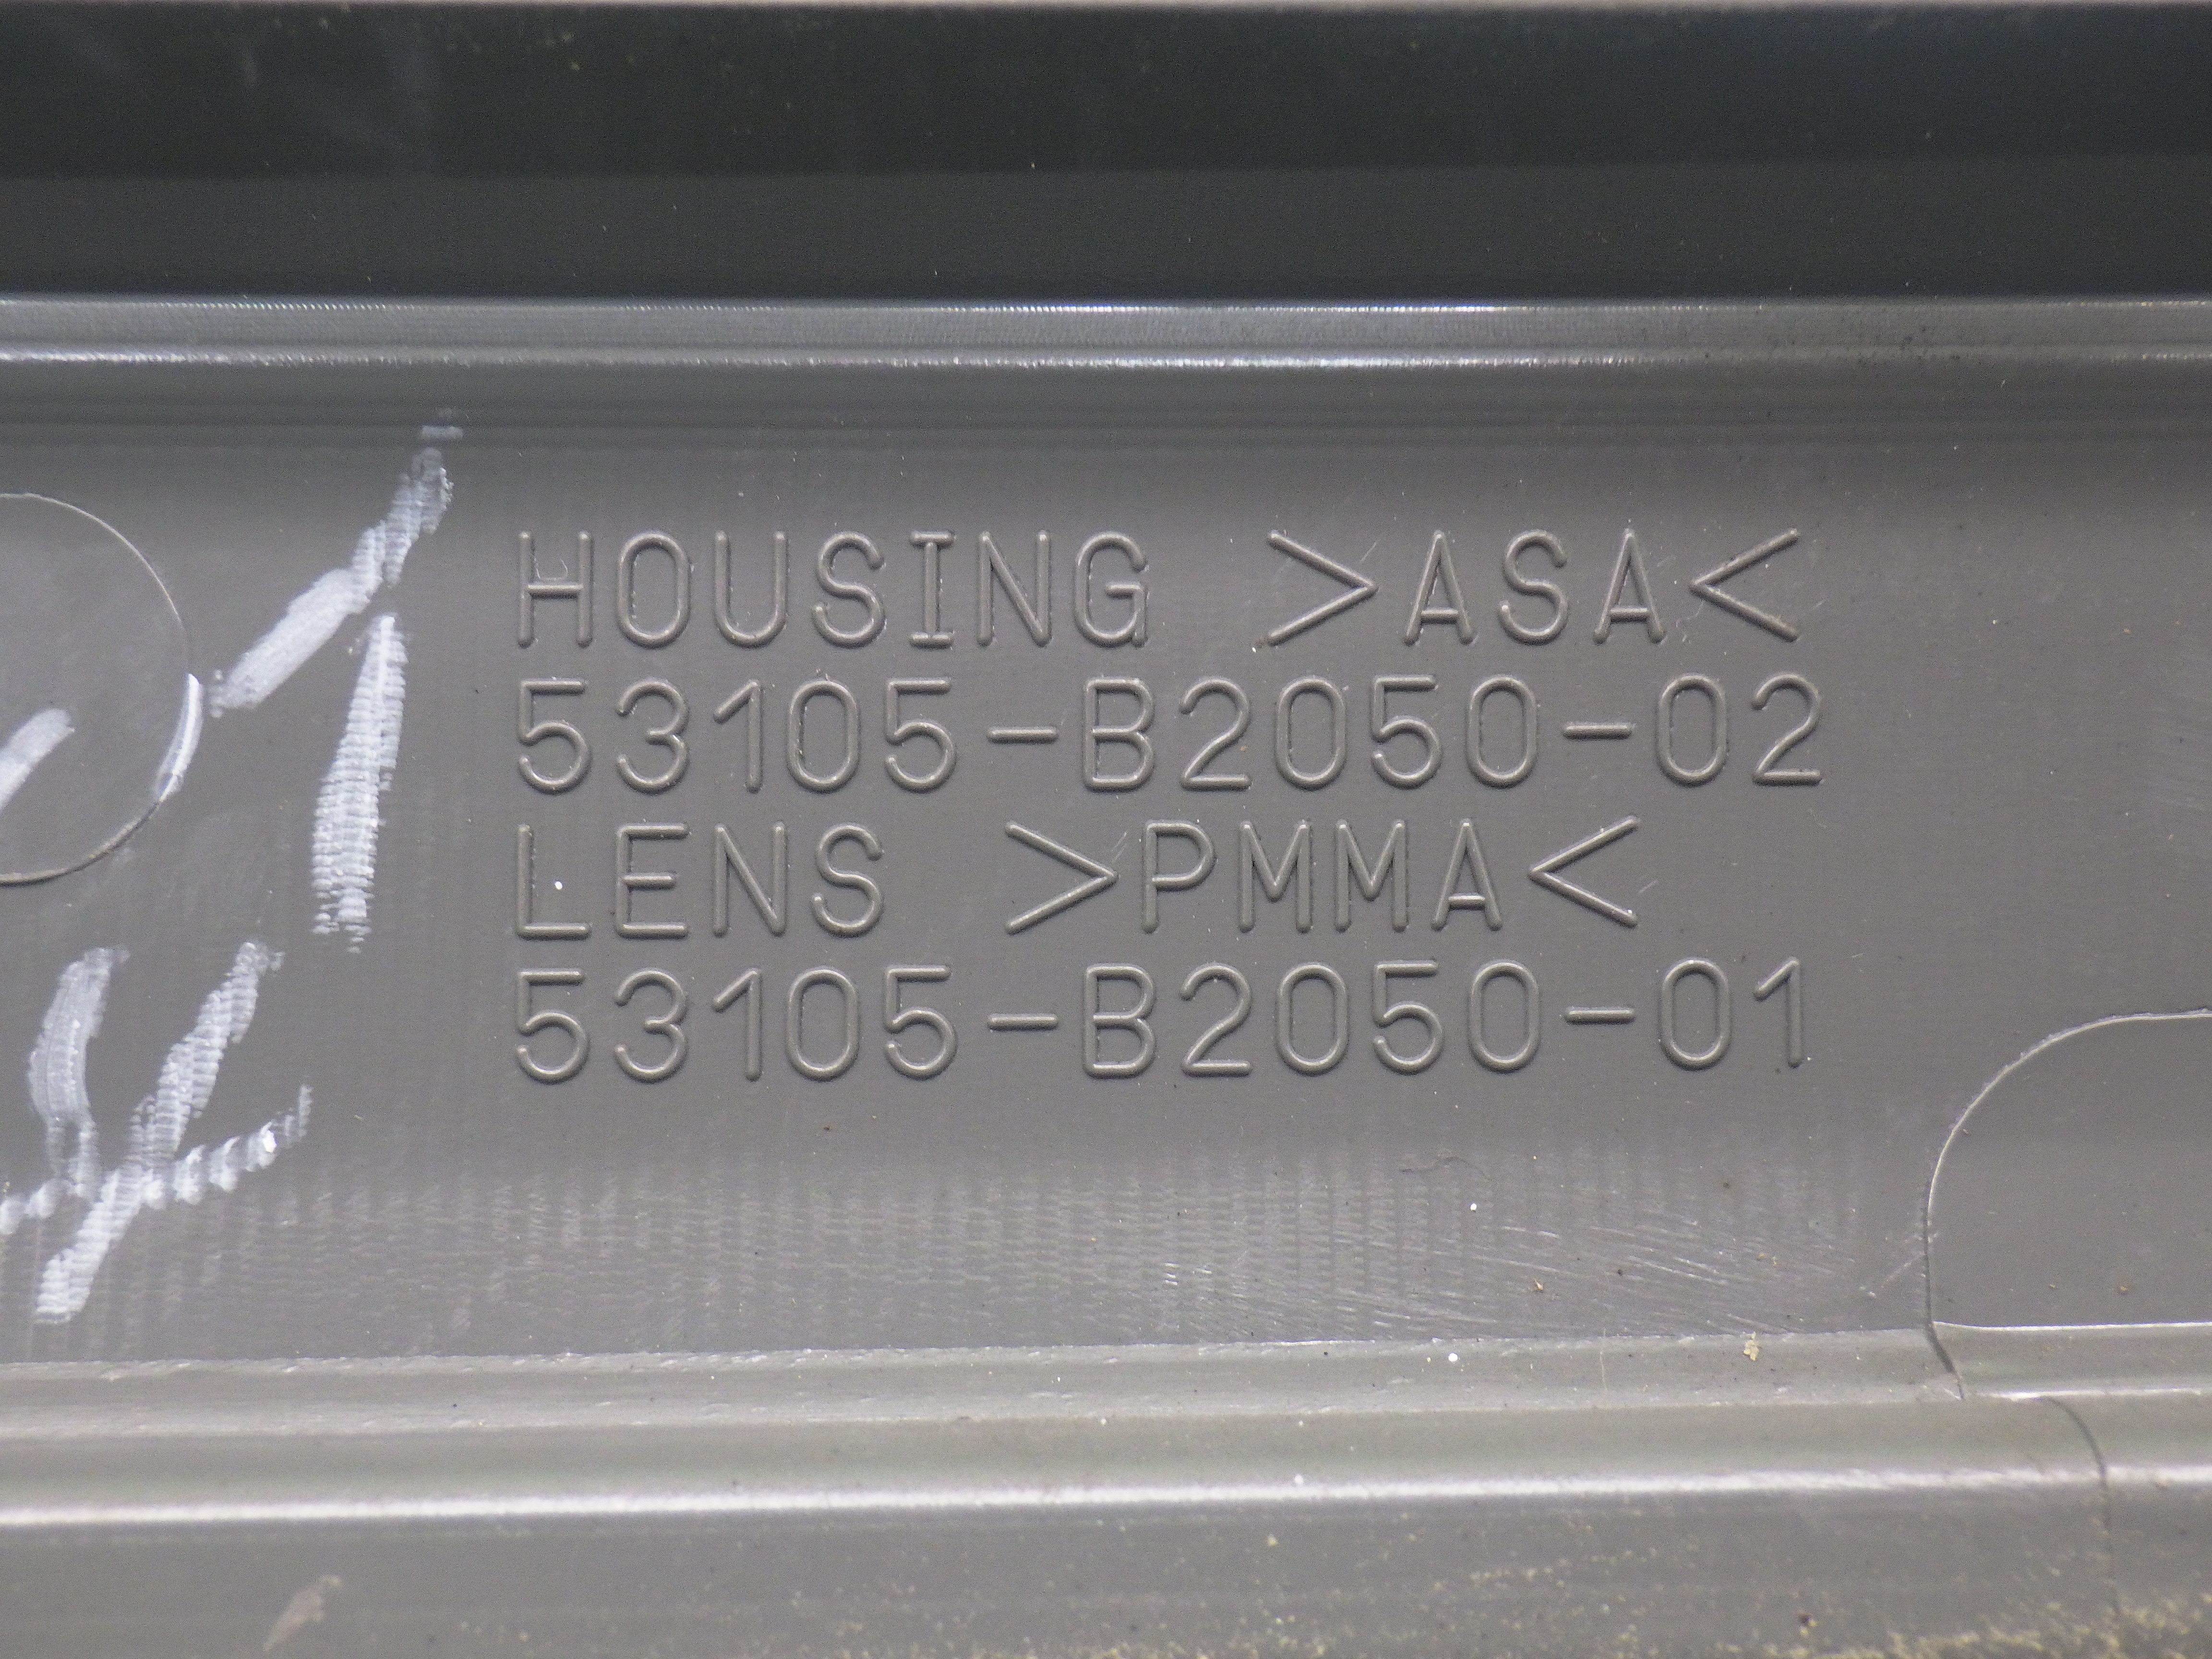 HOUSING >ASA<
53105-B2050-02
LENS >PMMA<
53105-B2050-01